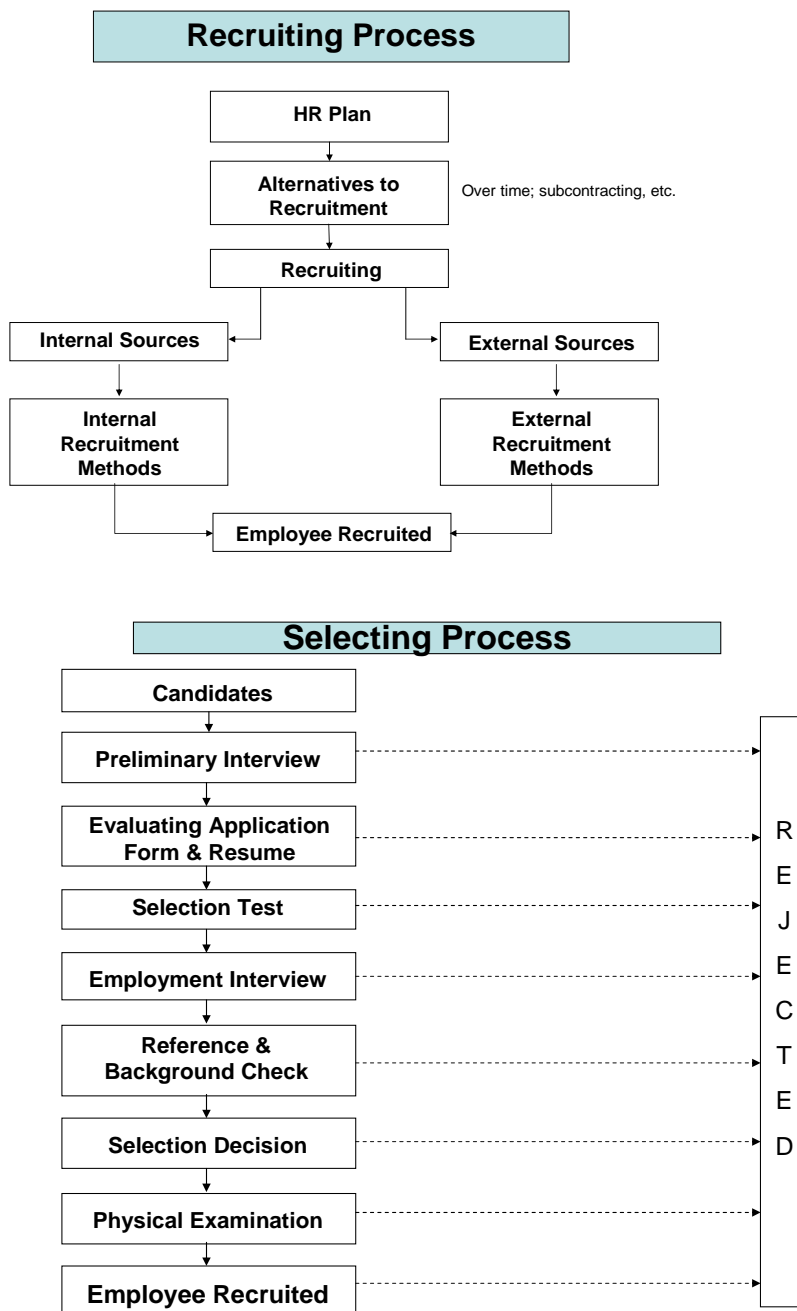 Recruiting Process
HR Plan
Alternatives to
Recruitment
Over time; subcontracting, etc.
Recruiting
Internal Sources
External Sources
Internal
Recruitment
Methods
External
Recruitment
Methods
Employee Recruited
Selecting Process
Candidates
Preliminary Interview
Evaluating Application
Form & Resume
Selection Test
Employment Interview
Reference &
Background Check
Selection Decision
Physical Examination
Employee Recruited
R
E
J
E
C
T
E
D